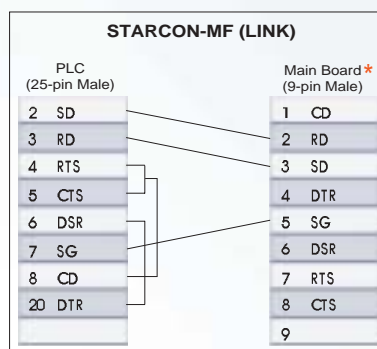 STARCON-MF (LINK)
PLC
(25-pin Male)
2 SD
3 RD
4 RTS
5 CTS
6 DSR
7 SG
8 CD
20 DTR
Main Board*
(9-pin Male)
1 CD
2 RD
3 SD
4 DTR
5 SG
6 DSR
7 RTS
8 CTS
9